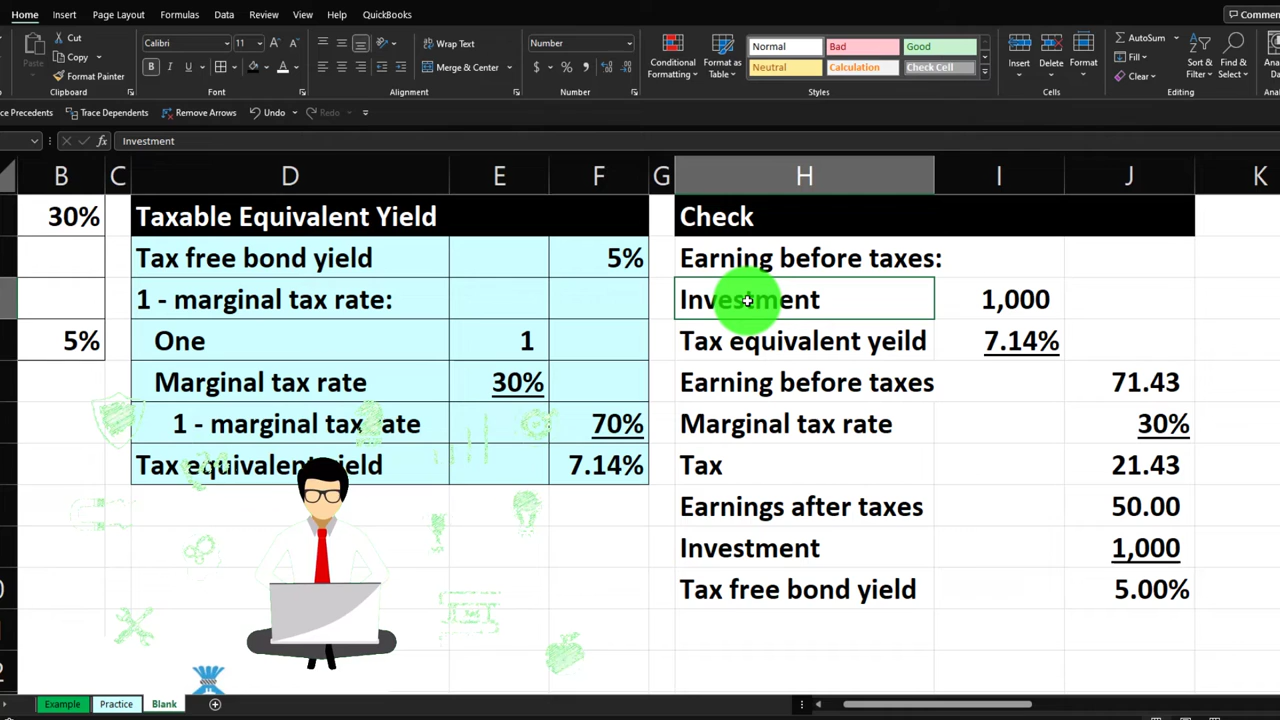 Home Insert Page Layout Formulas Data Review View Help QuickBooks
Cut
Copy
Format Painter
Paste
Clipboard
Calibri 11
B I U
Font
Wrap Text
Merge & Center
Alignment
Number
$ %
Number
Conditional Formatting
Format as Table
Normal Bad Good
Neutral Calculation Check Cell
Styles
Insert Delete Format
Cells
AutoSum
Fill
Clear
Sort & Filter
Find & Select
Editing
Trace Dependents Remove Arrows Undo Redo
fx Investment
B C D E F G H I J K
30% Taxable Equivalent Yield Check
Tax free bond yield 5% Earning before taxes:
1 - marginal tax rate: Investment 1,000
5% One 1 Tax equivalent yeild 7.14%
Marginal tax rate 30% Earning before taxes 71.43
1 - marginal tax rate 70% Marginal tax rate 30%
Tax equivalent yield 7.14% Tax 21.43
Earnings after taxes 50.00
Investment 1,000
Tax free bond yield 5.00%
Example Practice Blank